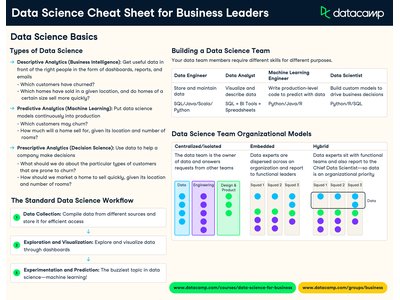 Data Science Cheat Sheet for Business Leaders
datacamp
Data Science Basics
Types of Data Science
Descriptive Analytics (Business Intelligence): Get useful data in
front of the right people in the form of dashboards, reports, and
emails
- Which customers have churned?
- Which homes have sold in a given location, and do homes of a
certain size sell more quickly?
Predictive Analytics (Machine Learning): Put data science
models continuously into production
- Which customers may churn?
- How much will a home sell for, given its location and number of
rooms?
Prescriptive Analytics (Decision Science): Use data to help a
company make decisions
- What should we do about the particular types of customers
that are prone to churn?
- How should we market a home to sell quickly, given its location
and number of rooms?
The Standard Data Science Workflow
1 Data Collection: Compile data from different sources and
store it for efficient access
2 Exploration and Visualization: Explore and visualize data
through dashboards
3 Experimentation and Prediction: The buzziest topic in data
science—machine learning!
Building a Data Science Team
Your data team members require different skills for different purposes.
Data Engineer
Data Analyst
Machine Learning
Engineer
Data Scientist
Store and maintain
data
Visualize and
describe data
Write production-level
code to predict with data
Build custom models to
drive business decisions
SQL/Java/Scala/
Python
SQL + BI Tools +
Spreadsheets
Python/Java/R
Python/R/SQL
Data Science Team Organizational Models
Centralized/isolated
The data team is the
owner of data and
answers requests from
other teams
Embedded
Data experts are
dispersed across an
organization and report
to functional leaders
Hybrid
Data experts sit with functional
teams and also report to the
Chief Data Scientist—so data is
an organizational priority
Data
Engineering
Design &
Product
Squad 1
Squad 2
Squad 3
Squad 1
Squad 2
Squad 3
Data
www.datacamp.com/courses/data-science-for-business
www.datacamp.com/groups/business